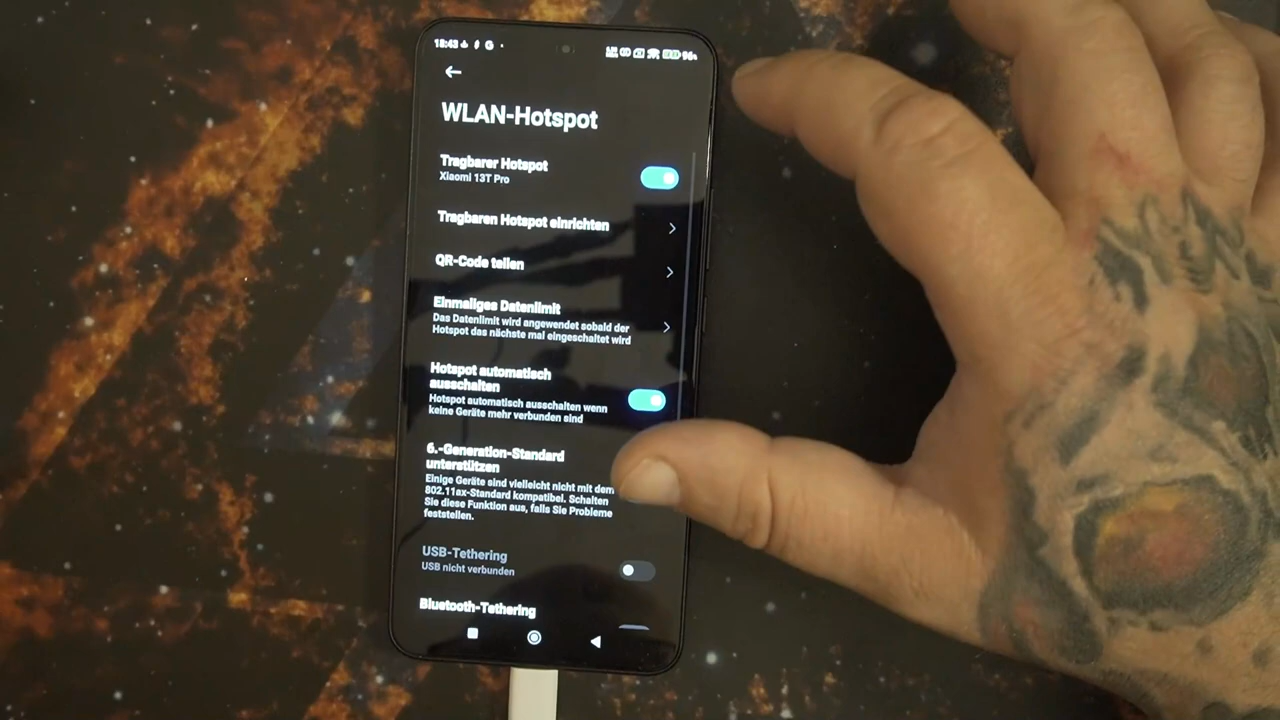 18:43
96%
WLAN-Hotspot
Tragbarer Hotspot
Xiaomi 13T Pro
Tragbaren Hotspot einrichten
QR-Code teilen
Einmaliges Datenlimit
Das Datenlimit wird angewendet sobald der
Hotspot das nächste mal eingeschaltet wird
Hotspot automatisch
ausschalten
Hotspot automatisch ausschalten wenn
keine Geräte mehr verbunden sind
6.-Generation-Standard
unterstützen
Einige Geräte sind vielleicht nicht mit dem
802.11ax-Standard kompatibel. Schalten
Sie diese Funktion aus, falls Sie Probleme
feststellen.
USB-Tethering
USB nicht verbunden
Bluetooth-Tethering